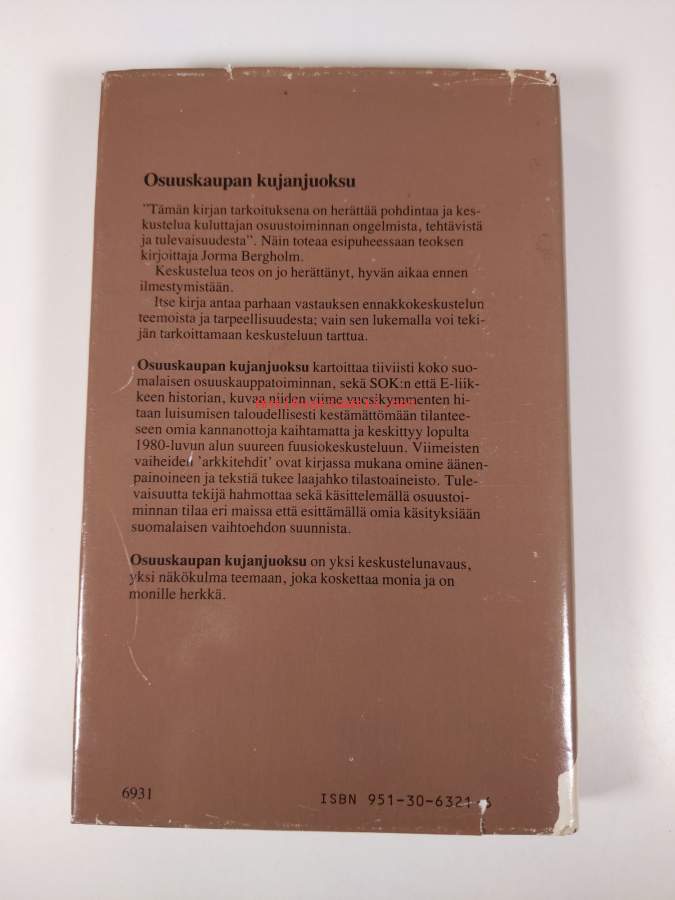 Osuuskaupan kujanjuoksu
"Tämän kirjan tarkoituksena on herättää pohdintaa ja kes-
kustelua kuluttajan osuustoiminnan ongelmista, tehtävistä
ja tulevaisuudesta". Näin toteaa esipuheessaan teoksen
kirjoittaja Jorma Bergholm.
Keskustelua teos on jo herättänyt, hyvän aikaa ennen
ilmestymistään.
Itse kirja antaa parhaan vastauksen ennakkokeskustelun
teemoista ja tarpeellisuudesta; vain sen lukemalla voi teki-
jän tarkoittamaan keskusteluun tarttua.
Osuuskaupan kujanjuoksu kartoittaa tiiviisti koko suo-
malaisen osuuskauppatoiminnan, sekä SOK:n että E-liik-
keen historian, kuvaa niiden viime vuosikymmenten hi-
taan luisumisen taloudellisesti kestämättömään tilantee-
seen omia kannanottoja kaihtamatta ja keskittyy lopulta
1980-luvun alun suureen fuusiokeskusteluun. Viimeisten
vaiheiden 'arkkitehdit' ovat kirjassa mukana omine äänen-
painoineen ja tekstiä tukee laajahko tilastoaineisto. Tule-
vaisuutta tekijä hahmottaa sekä käsittelemällä osuustoi-
minnan tilaa eri maissa että esittämällä omia käsityksiään
suomalaisen vaihtoehdon suunnista.
Osuuskaupan kujanjuoksu on yksi keskustelunavaus,
yksi näkökulma teemaan, joka koskettaa monia ja on
monille herkkä.
6931
ISBN 951-30-6321-6